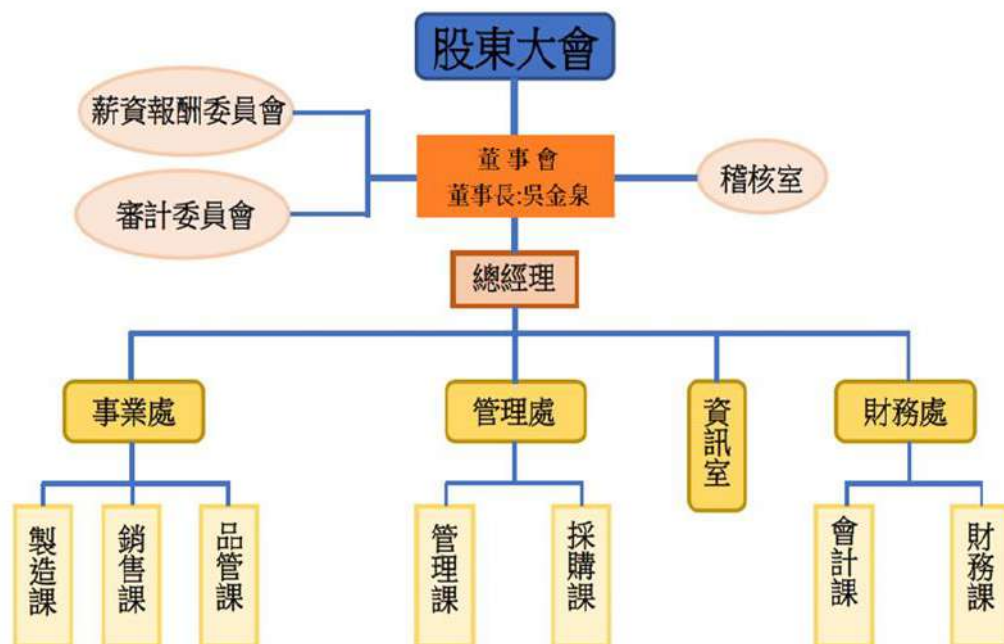 股東大會
薪資報酬委員會
董事會
董事長:吳金泉
稽核室
審計委員會
總經理
事業處
管理處
資訊室
財務處
製造課
銷售課
品管課
管理課
採購課
會計課
財務課